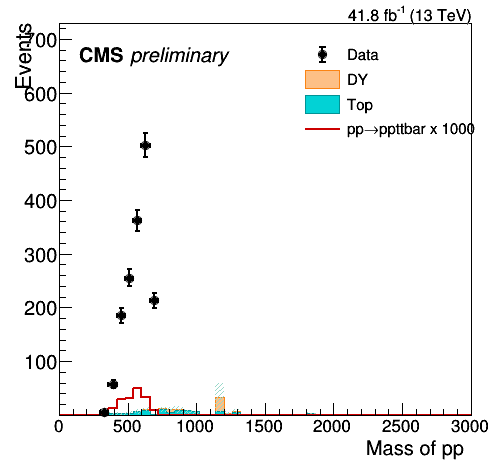 41.8 fb⁻¹ (13 TeV)
Events
CMS preliminary
Data
DY
Top
pp→ppttbar x 1000
700
600
500
400
300
200
100
0 500 1000 1500 2000 2500 3000
Mass of pp